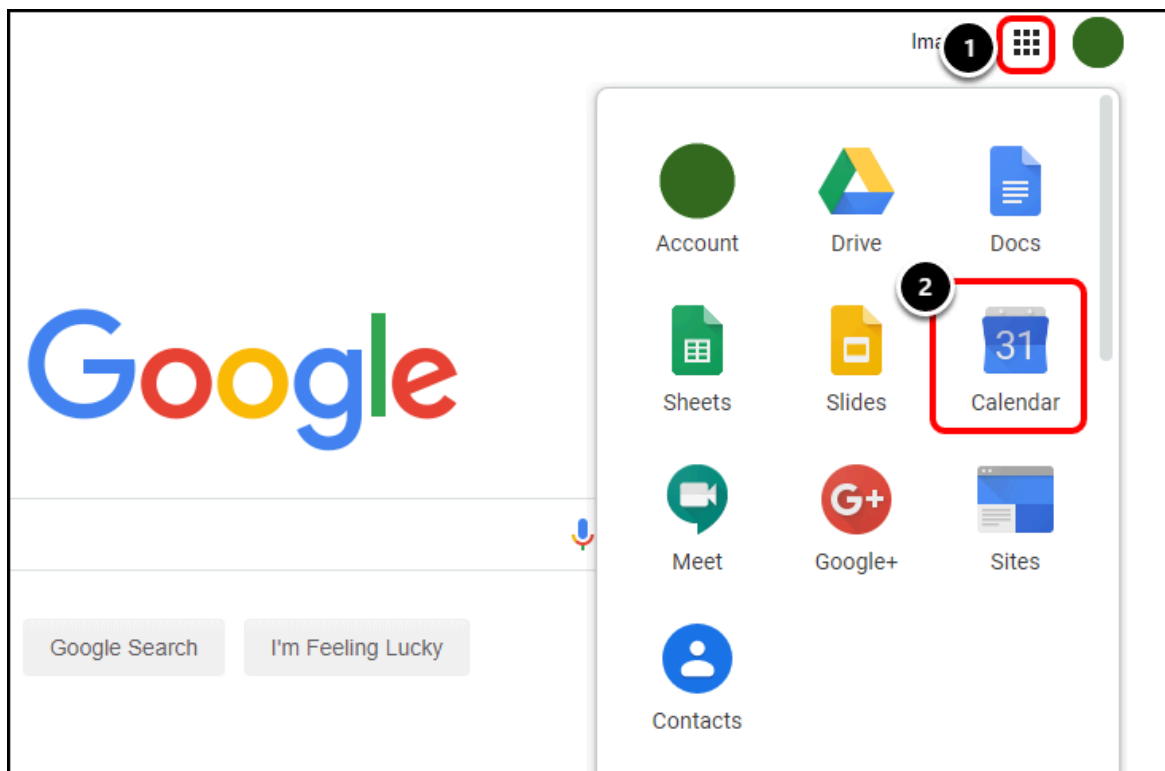 Ima
1
Account
Drive
Docs
2
Google
31
Sheets
Slides
Calendar
G+
Meet
Google+
Sites
Google Search
I'm Feeling Lucky
Contacts